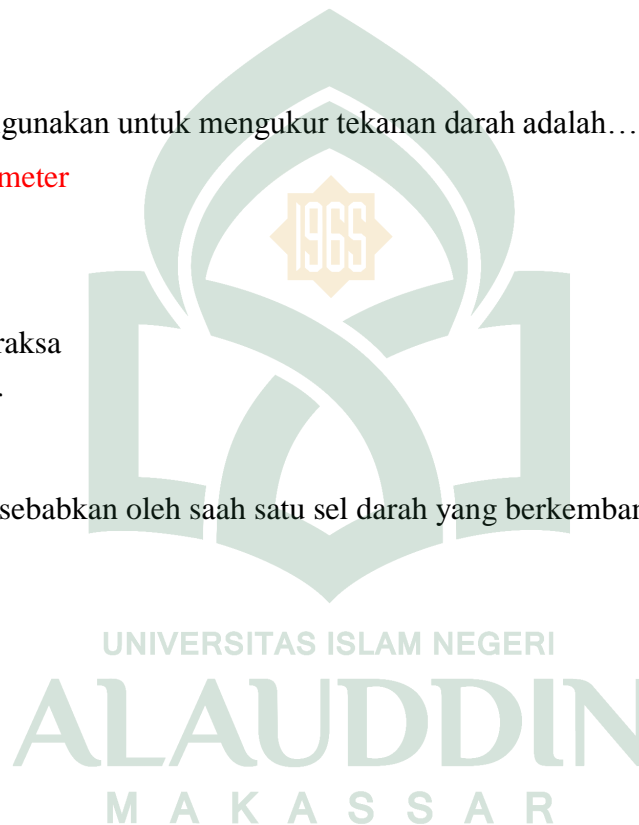 gunakan untuk mengukur tekanan darah adalah…
meter
1965
raksa
.
sebabkan oleh saah satu sel darah yang berkemban
UNIVERSITAS ISLAM NEGERI
ALAUDDIN
MAKASSAR